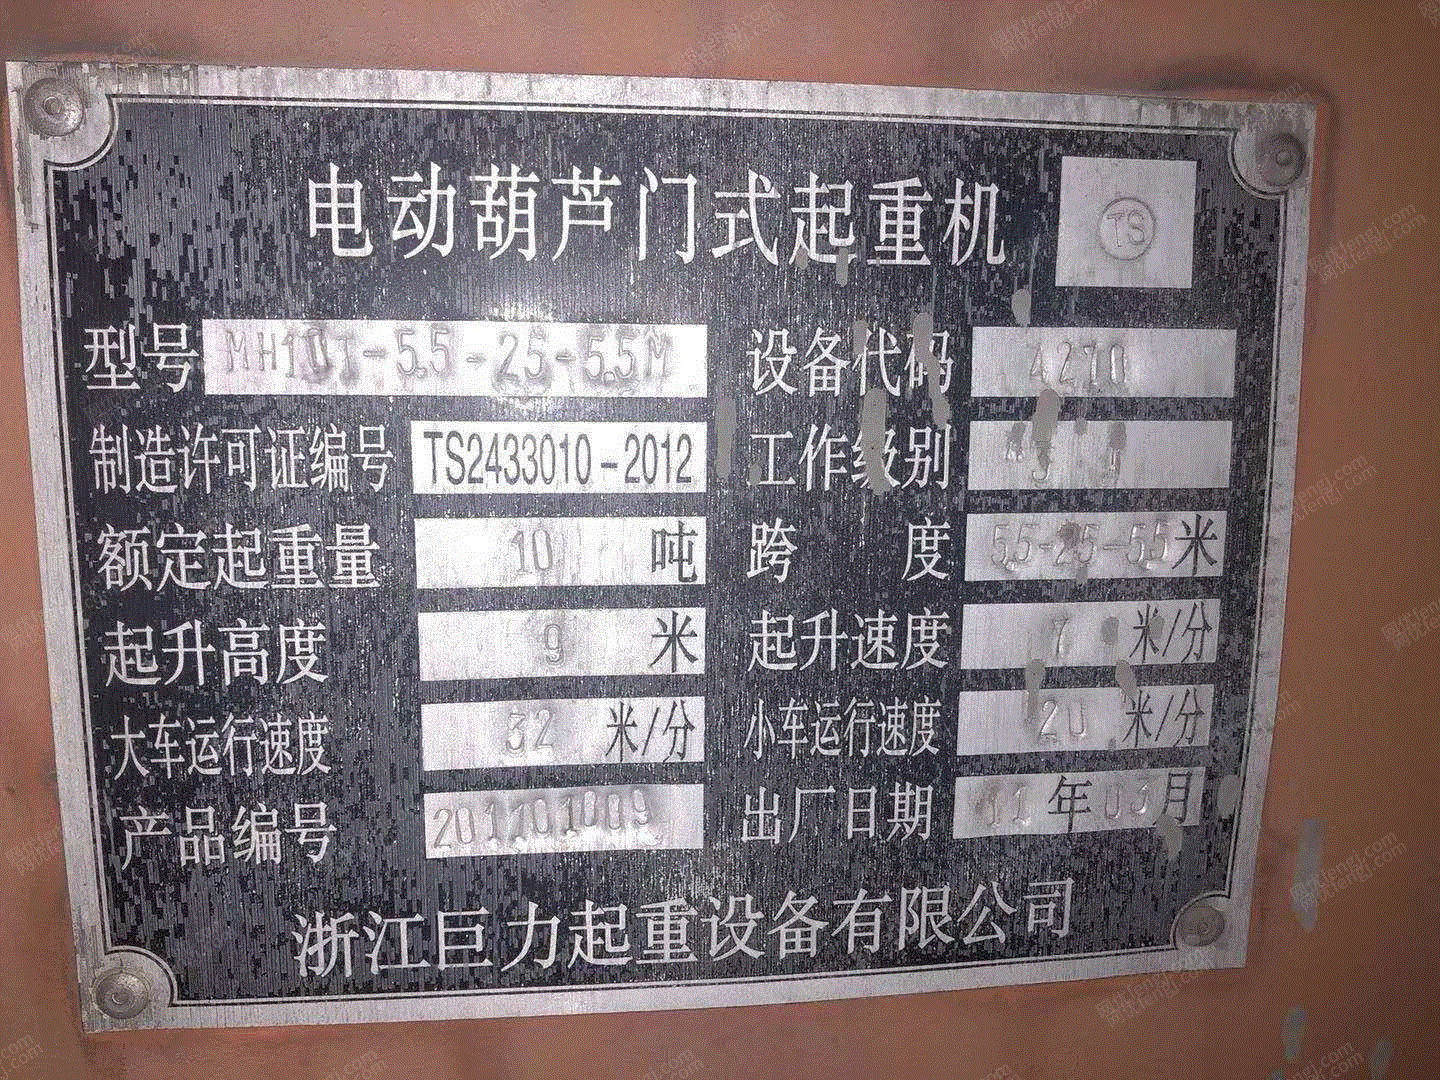 电动葫芦门式起重机 TS
型号 MH10T-5.5-25-5.5M 设备代码 4270
制造许可证编号 TS2433010-2012 工作级别
额定起重量 10 吨 跨度 5.5-25-5.5 米
起升高度 9 米 起升速度 7 米/分
大车运行速度 32 米/分 小车运行速度 20 米/分
产品编号 201101009 出厂日期 11 年 03 月
浙江巨力起重设备有限公司